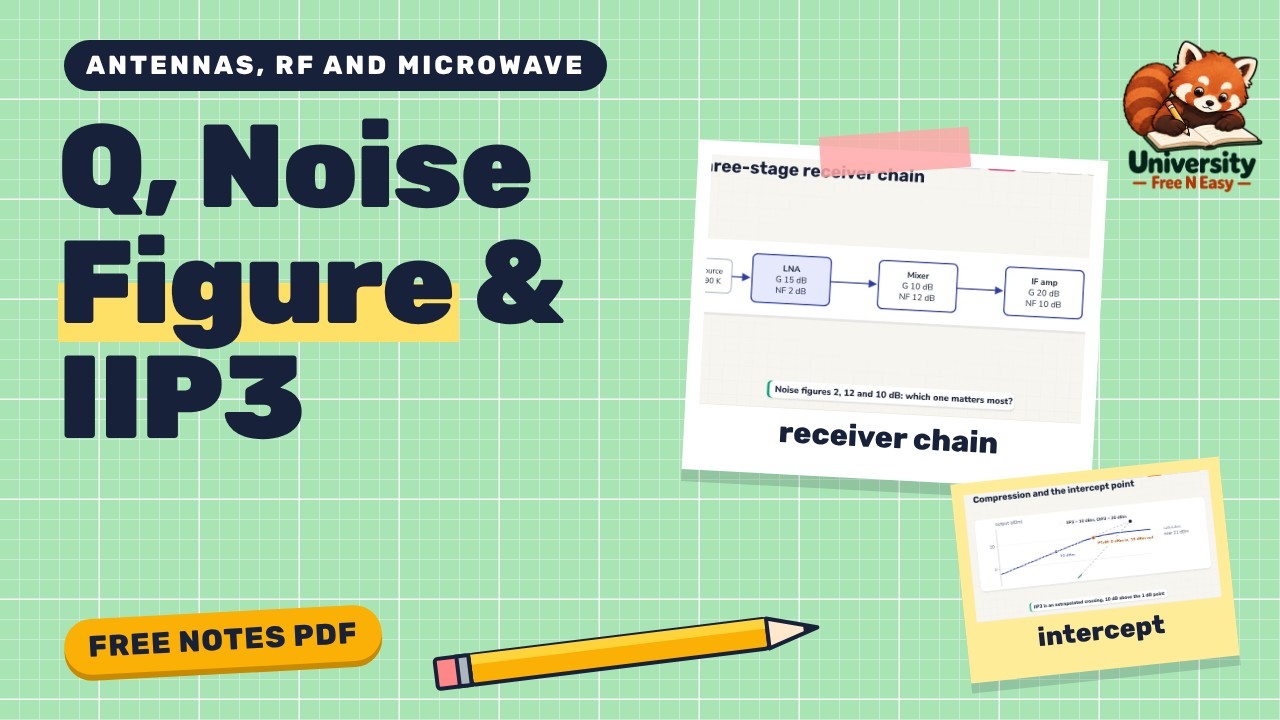 ANTENNAS, RF AND MICROWAVE
Q, Noise
Figure &
IIP3
University
Free N Easy
receiver chain
LNA
G 15 dB
NF 2 dB
Mixer
G 10 dB
NF 12 dB
IF amp
G 20 dB
NF 10 dB
Noise figures 2, 12 and 10 dB: which one matters most?
receiver chain
Compression and the intercept point
IIP3 is an extrapolated crossing, 10 dB above the 1 dB point
intercept
FREE NOTES PDF